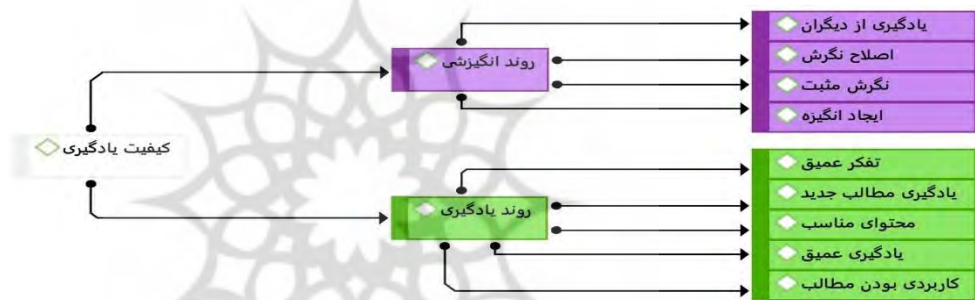 کیفیت یادگیری
روند انگیزشی
یادگیری از دیگران
اصلاح نگرش
نگرش مثبت
ایجاد انگیزه
روند یادگیری
تفکر عمیق
یادگیری مطالب جدید
محتوای مناسب
یادگیری عمیق
کاربردی بودن مطالب